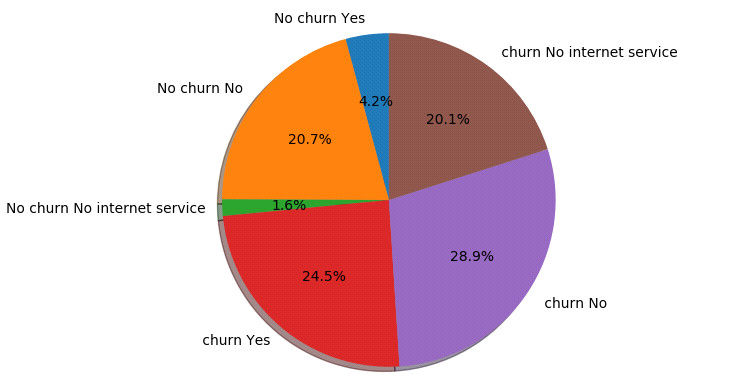 No churn Yes
churn No internet service
No churn No
4.2%
20.1%
20.7%
No churn No internet service
1.6%
28.9%
24.5%
churn No
churn Yes